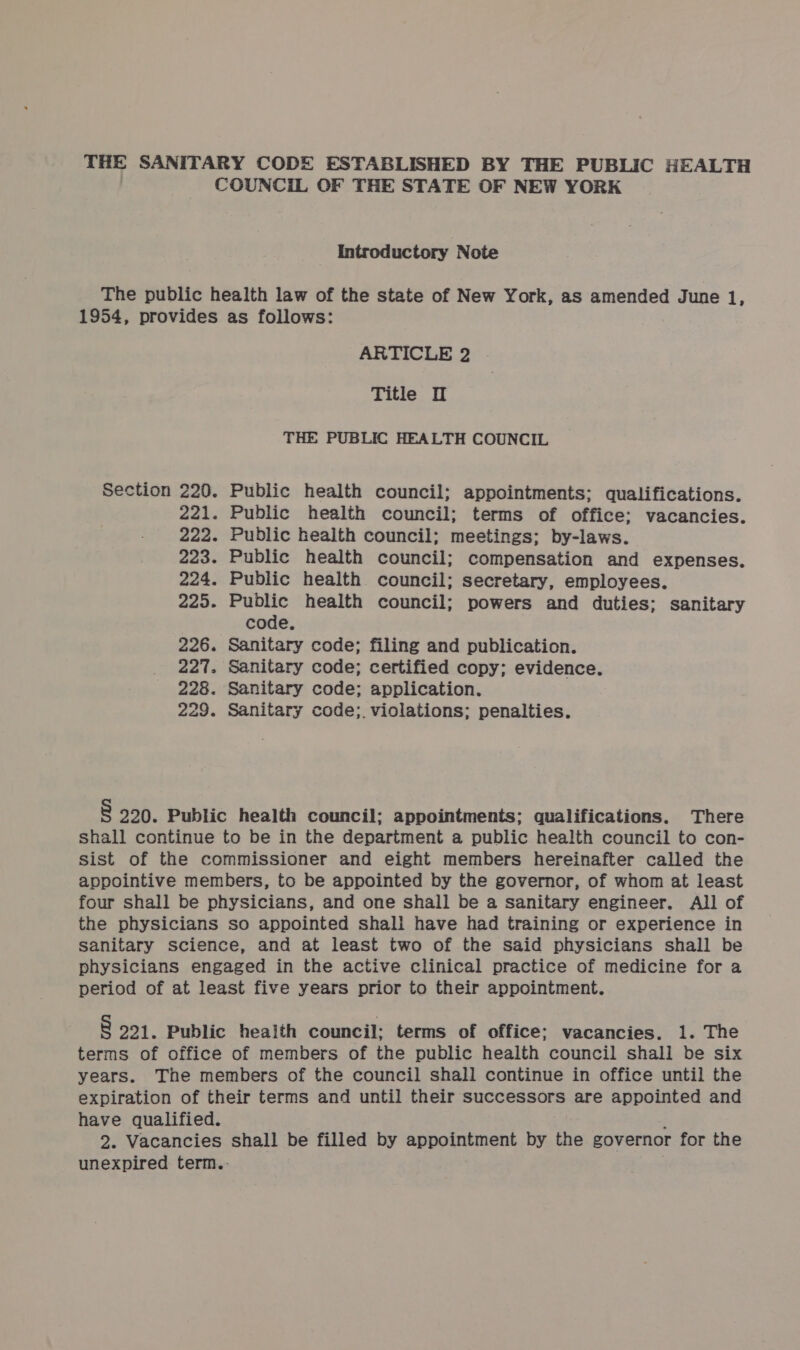 THE SANITARY CODE ESTABLISHED BY THE PUBLIC HEALTH
COUNCIL OF THE STATE OF NEW YORK
Introductory Note
The public health law of the state of New York, as amended June 1,
1954, provides as follows:
ARTICLE 2
Title II
THE PUBLIC HEALTH COUNCIL
Section 220. Public health council; appointments; qualifications.
221. Public health council; terms of office; vacancies.
222. Public health council; meetings; by-laws.
223. Public health council; compensation and expenses.
224. Public health council; secretary, employees.
225. Public health council; powers and duties; sanitary
code.
226. Sanitary code; filing and publication.
227. Sanitary code; certified copy; evidence.
228. Sanitary code; application.
229. Sanitary code; violations; penalties.
§ 220. Public health council; appointments; qualifications. There
shall continue to be in the department a public health council to con-
sist of the commissioner and eight members hereinafter called the
appointive members, to be appointed by the governor, of whom at least
four shall be physicians, and one shall be a sanitary engineer. All of
the physicians so appointed shall have had training or experience in
sanitary science, and at least two of the said physicians shall be
physicians engaged in the active clinical practice of medicine for a
period of at least five years prior to their appointment.
§ 221. Public health council; terms of office; vacancies. 1. The
terms of office of members of the public health council shall be six
years. The members of the council shall continue in office until the
expiration of their terms and until their successors are appointed and
have qualified.
2. Vacancies shall be filled by appointment by the governor for the
unexpired term.